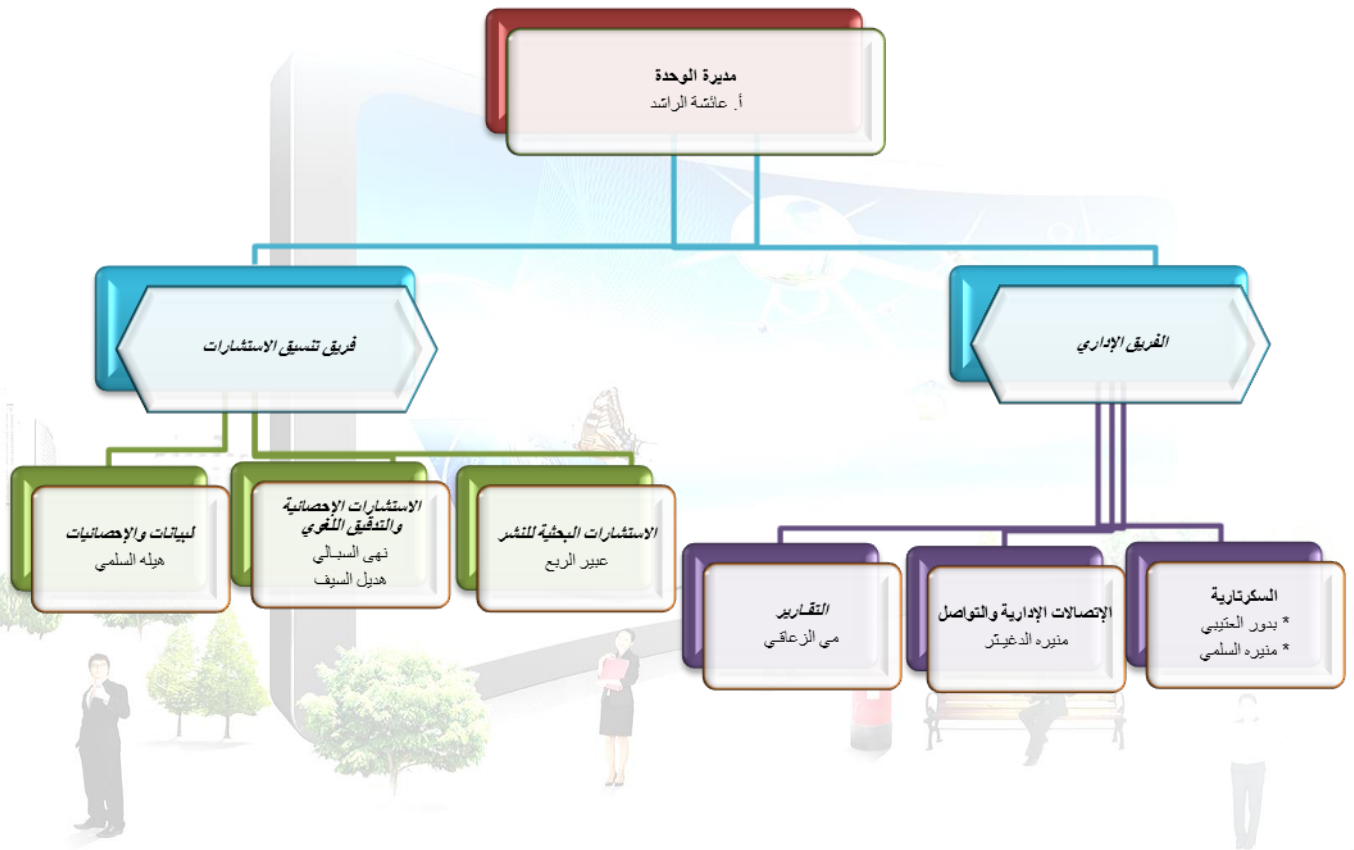 مديرة الوحدة
أ. عائشة الراشد
الفريق الإداري
فريق تنسيق الاستشارات
السكرتارية
* بدور العتيبي
* منيره السلمي
الإتصالات الإدارية والتواصل
منيره الدغيثر
التقارير
مي الزعاقي
الاستشارات البحثية للنشر
عبير الربع
الاستشارات الإحصائية
والتدقيق اللغوي
نهى السبالي
هديل السيف
لبيانات والإحصائيات
هيله السلمي